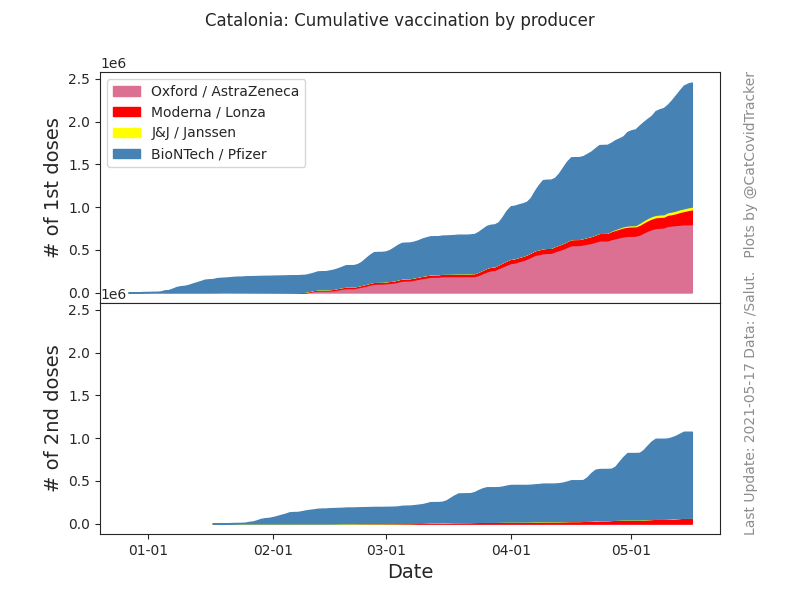 Catalonia: Cumulative vaccination by producer
1e6
2.5
2.0
1.5
1.0
0.5
0.0
# of 1st doses
Oxford / AstraZeneca
Moderna / Lonza
J&J / Janssen
BioNTech / Pfizer
1e6
2.5
2.0
1.5
1.0
0.5
0.0
# of 2nd doses
01-01
02-01
03-01
04-01
05-01
Date
Last Update: 2021-05-17 Data: /Salut.   Plots by @CatCovidTracker